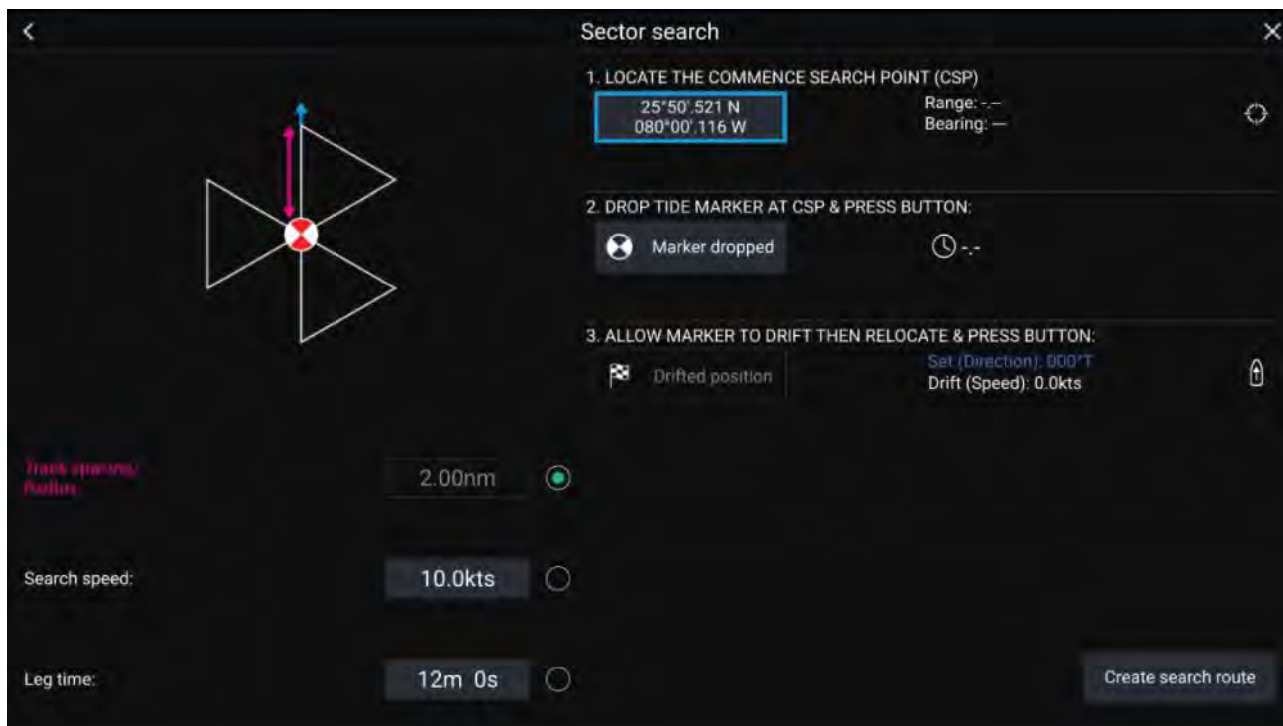 Sector search
1. LOCATE THE COMMENCE SEARCH POINT (CSP)
25°50'.521 N
080°00'.116 W
Range: -.--
Bearing: ---
2. DROP TIDE MARKER AT CSP & PRESS BUTTON:
Marker dropped
-.-
3. ALLOW MARKER TO DRIFT THEN RELOCATE & PRESS BUTTON:
Drifted position
Set (Direction): 000°T
Drift (Speed): 0.0kts
Track spacing/
Radius:
2.00nm
Search speed:
10.0kts
Leg time:
12m 0s
Create search route